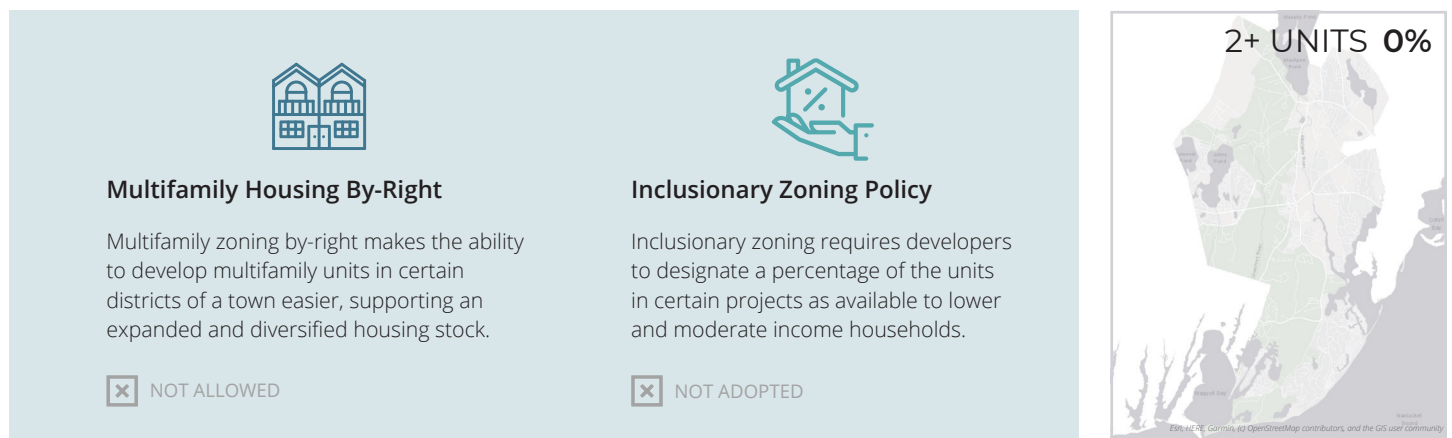 2+ UNITS 0%
%
Multifamily Housing By-Right
Multifamily zoning by-right makes the ability
to develop multifamily units in certain
districts of a town easier, supporting an
expanded and diversified housing stock.
NOT ALLOWED
Inclusionary Zoning Policy
Inclusionary zoning requires developers
to designate a percentage of the units
in certain projects as available to lower
and moderate income households.
NOT ADOPTED
Esri, HERE, Garmin, (c) OpenStreetMap contributors, and the GIS user community